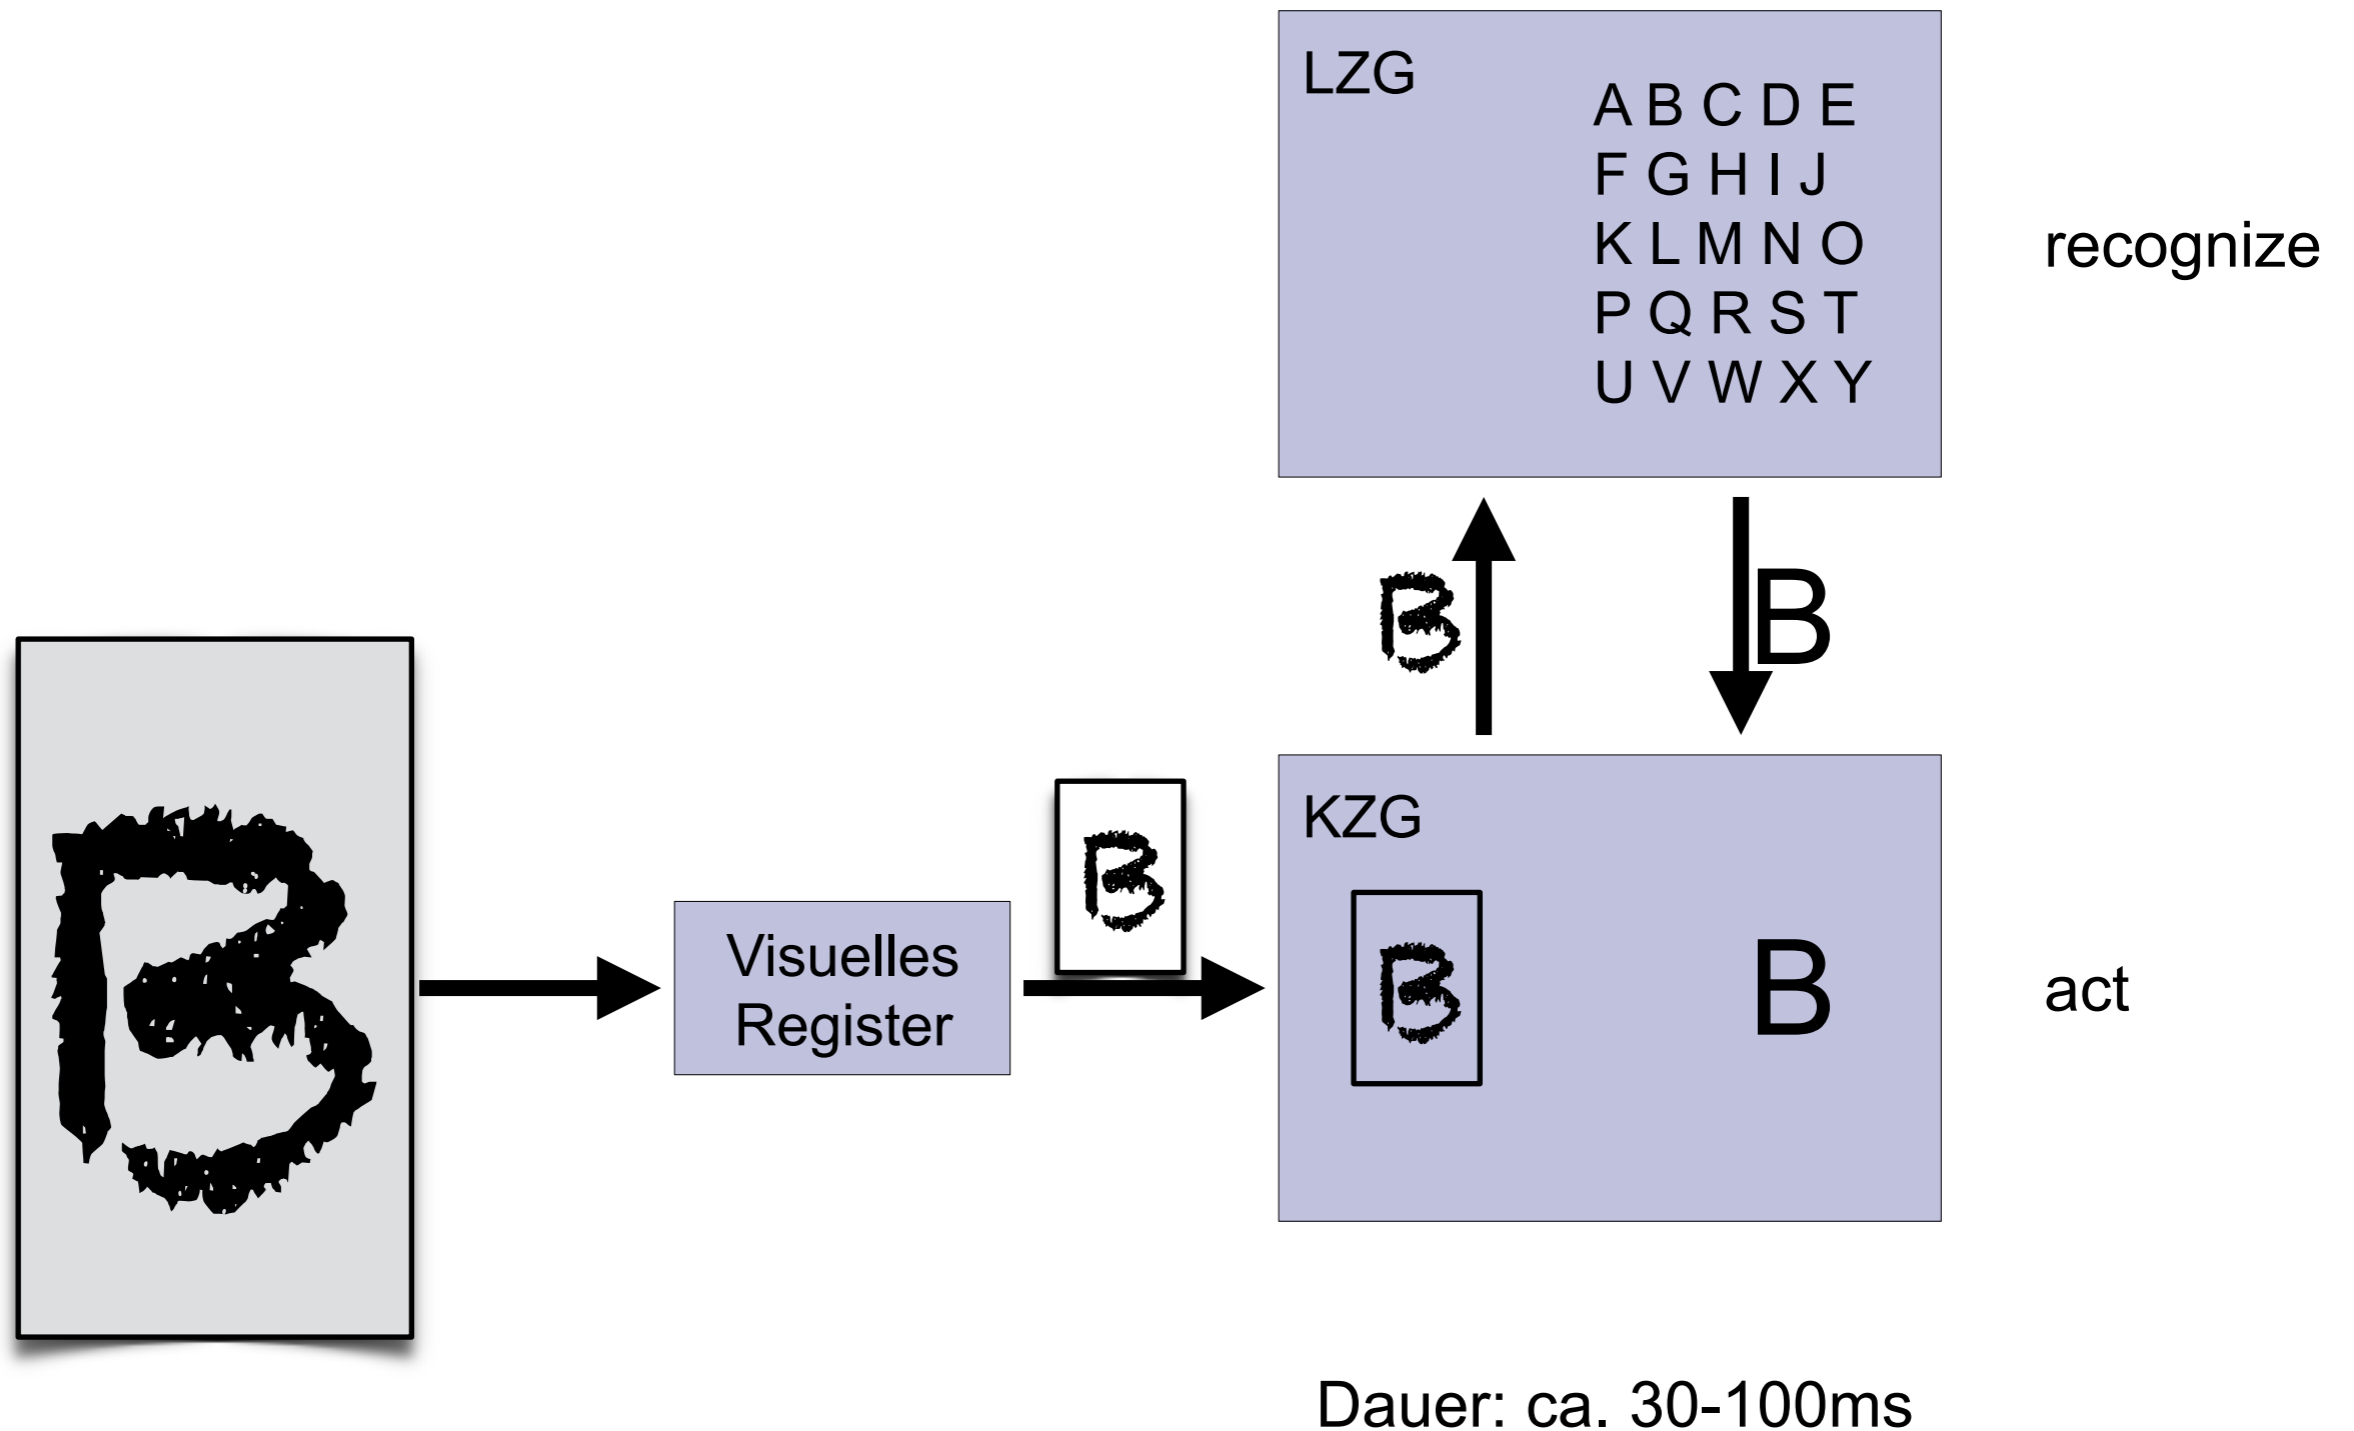 LZG
A B C D E
F G H I J
K L M N O
P Q R S T
U V W X Y
recognize
B
B
KZG
B
B
B
act
B
Visuelles
Register
Dauer: ca. 30-100ms